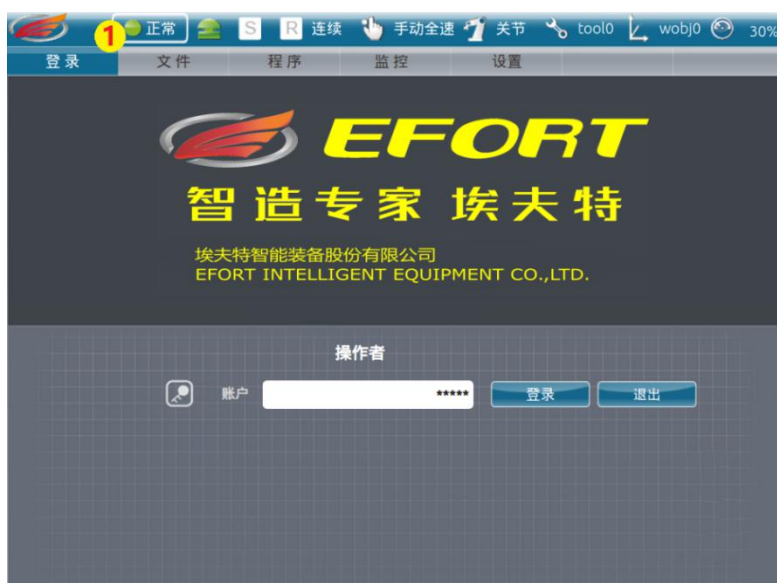 1 正常 S R 连续 手动全速 关节 tool0 wobj0 30%
登录 文件 程序 监控 设置
EFORT
智造专家 埃夫特
埃夫特智能装备股份有限公司
EFORT INTELLIGENT EQUIPMENT CO.,LTD.
操作者
账户 ***** 登录 退出